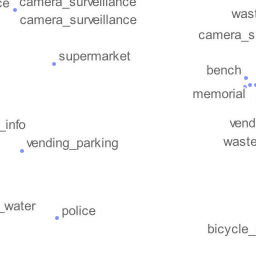 ce
camera_surveillance
camera_surveillance
wast
camera_s
supermarket
bench
memorial
_info
vend
vending_parking
waste
_water
police
bicycle_